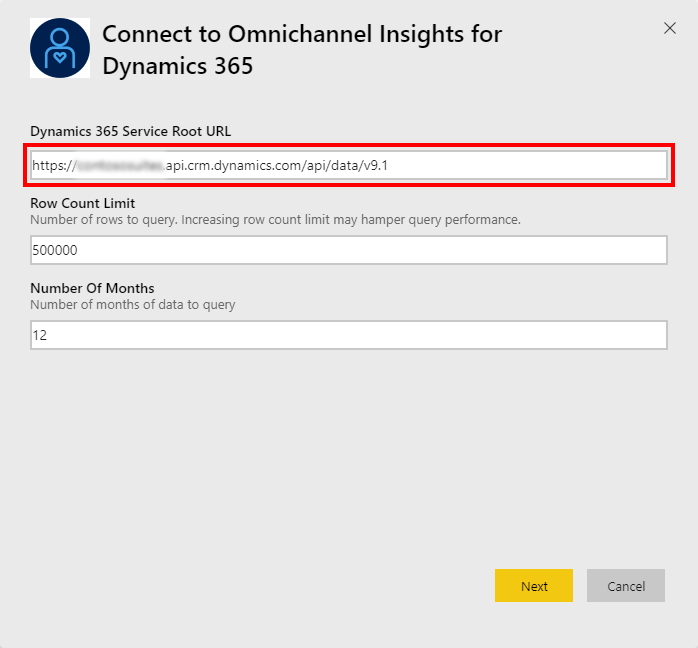 Connect to Omnichannel Insights for
Dynamics 365
Dynamics 365 Service Root URL
https://.api.crm.dynamics.com/api/data/v9.1
Row Count Limit
Number of rows to query. Increasing row count limit may hamper query performance.
500000
Number Of Months
Number of months of data to query
12
Next
Cancel